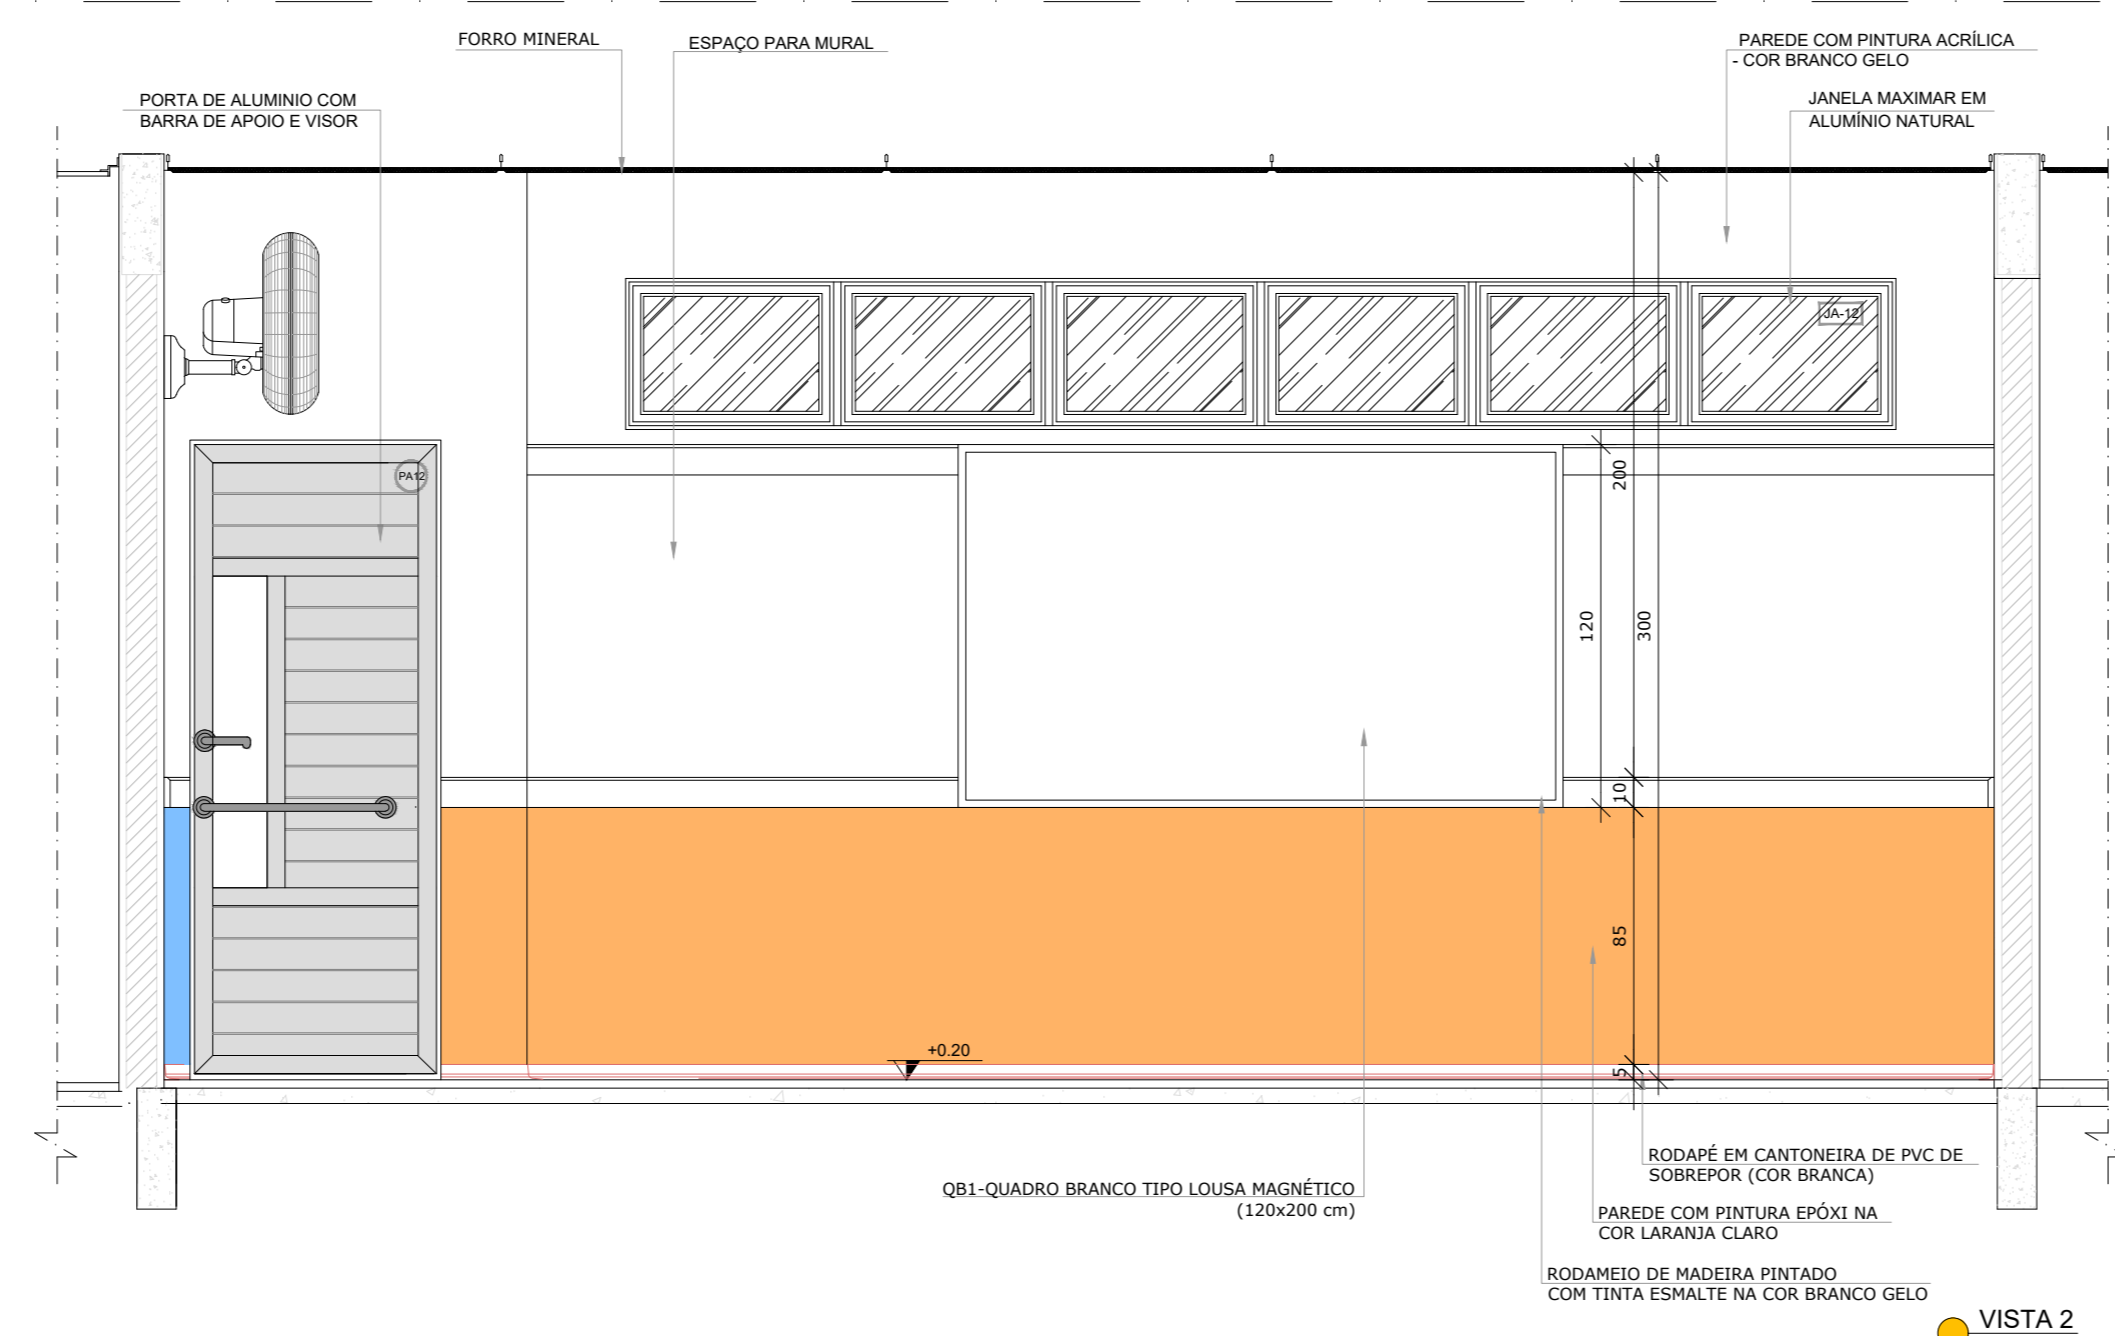 FORRO MINERAL
ESPAÇO PARA MURAL
PAREDE COM PINTURA ACRÍLICA
- COR BRANCO GELO
PORTA DE ALUMINIO COM
BARRA DE APOIO E VISOR
JANELA MAXIMAR EM
ALUMÍNIO NATURAL
JA-12
PA12
200
120
300
10
85
+0.20
5
RODAPÉ EM CANTONEIRA DE PVC DE
SOBREPOR (COR BRANCA)
QB1-QUADRO BRANCO TIPO LOUSA MAGNÉTICO
(120x200 cm)
PAREDE COM PINTURA EPÓXI NA
COR LARANJA CLARO
RODAMEIO DE MADEIRA PINTADO
COM TINTA ESMALTE NA COR BRANCO GELO
VISTA 2